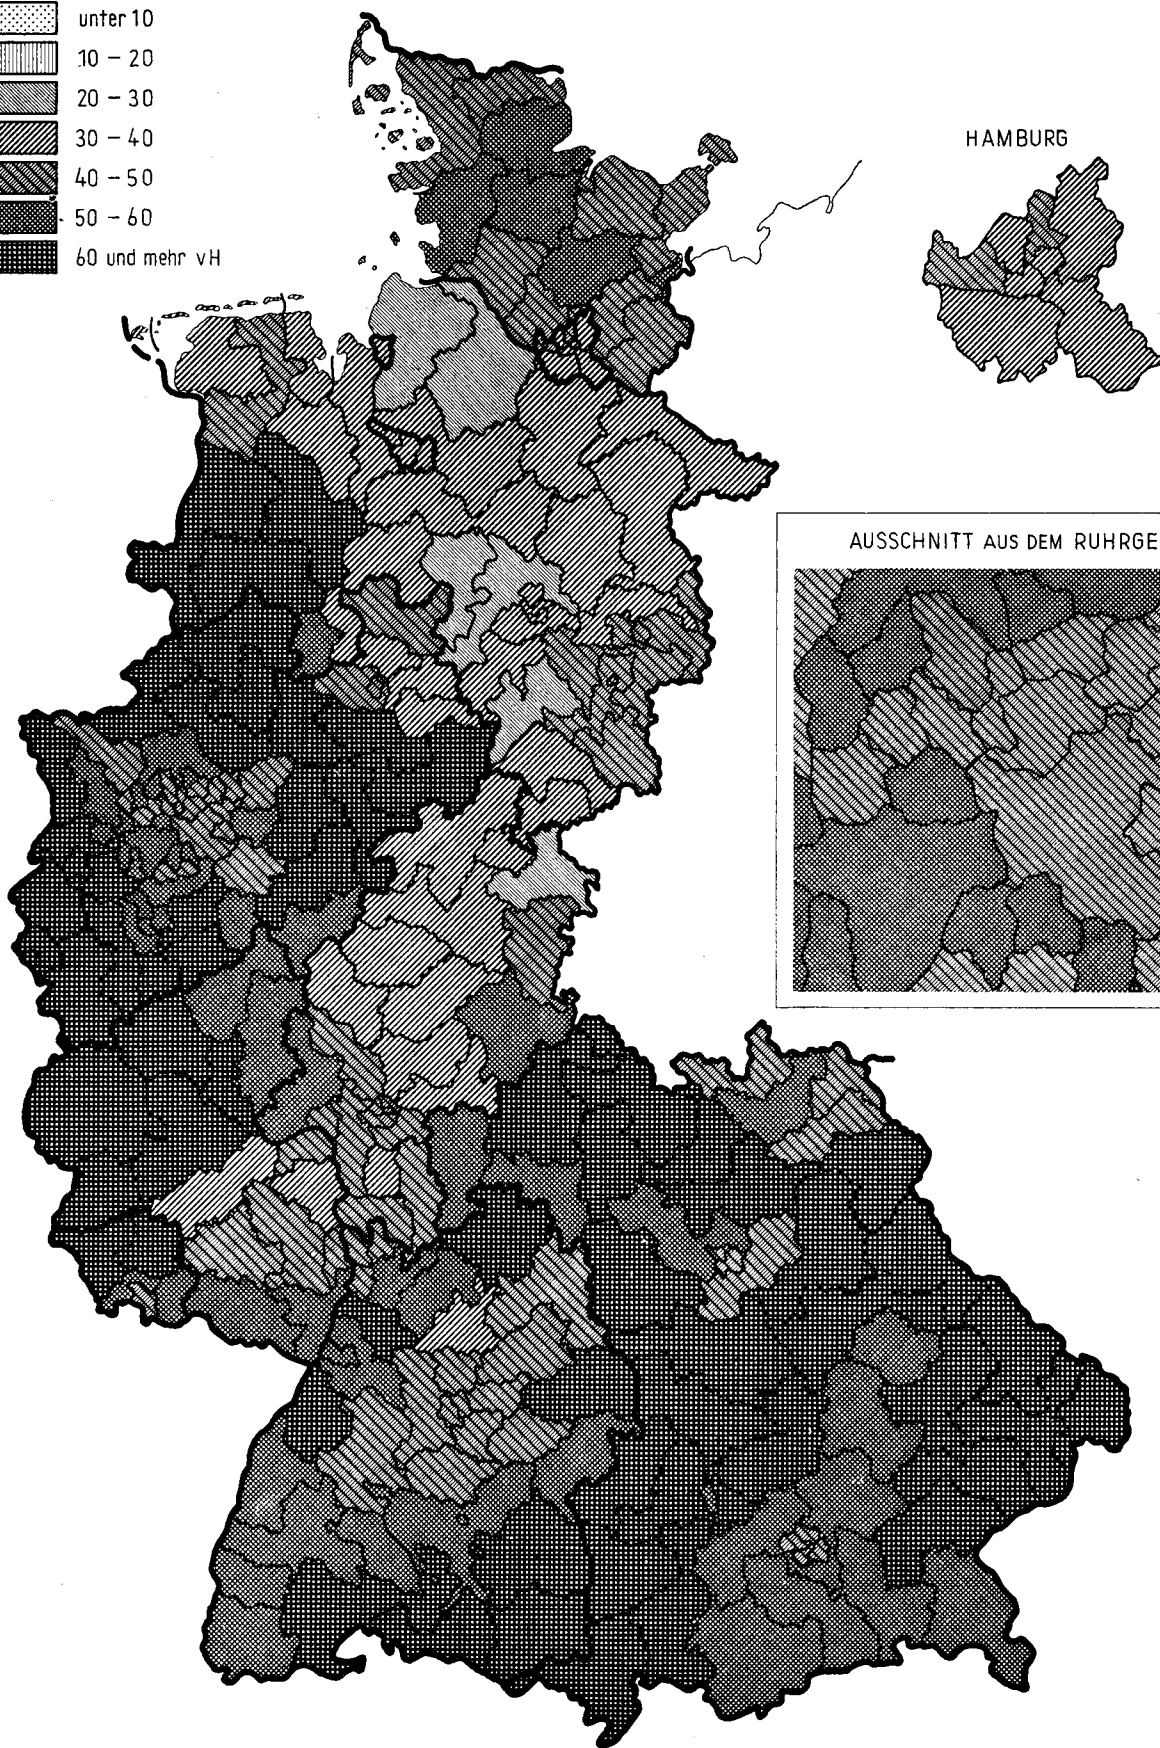 unter 10
10 – 20
20 – 30
30 – 40
40 – 50
50 – 60
60 und mehr vH
HAMBURG
AUSSCHNITT AUS DEM RUHRGE